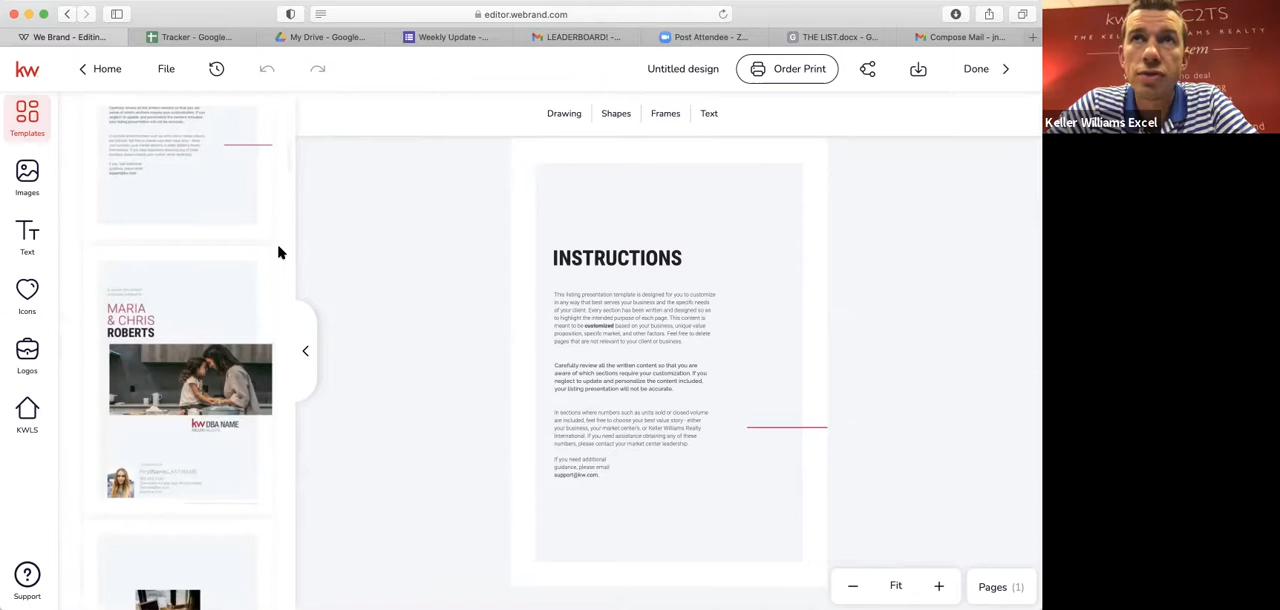 editor.webrand.com
We Brand - Editin...
Tracker - Google...
My Drive - Google...
Weekly Update -...
LEADERBOARD! -...
Post Attendee - Z...
THE LIST.docx - G...
Compose Mail - jn...
kw
Home
File
Untitled design
Order Print
Done
Drawing
Shapes
Frames
Text
Templates
Images
Text
Icons
Logos
KWLS
Support
support@kw.com
MARIA
& CHRIS
ROBERTS
kw DBA NAME
INSTRUCTIONS
This listing presentation template is designed for you to customize
in any way that best serves your business and the specific needs
of your client. Every section has been written and designed so as
to highlight the intended purpose of each page. This content is
meant to be customized based on your business, unique value
proposition, specific market, and other factors. Feel free to delete
pages that are not relevant to your client or business.
Carefully review all the written content so that you are
aware of which sections require your customization. If you
neglect to update and personalize the content included,
your listing presentation will not be accurate.
In sections where numbers such as units sold or closed volume
are included, feel free to choose your best value story - either
your business, your market center's, or Keller Williams Realty
International. If you need assistance obtaining any of these
numbers, please contact your market center leadership.
If you need additional
guidance, please email
support@kw.com.
Fit
Pages (1)
Keller Williams Excel